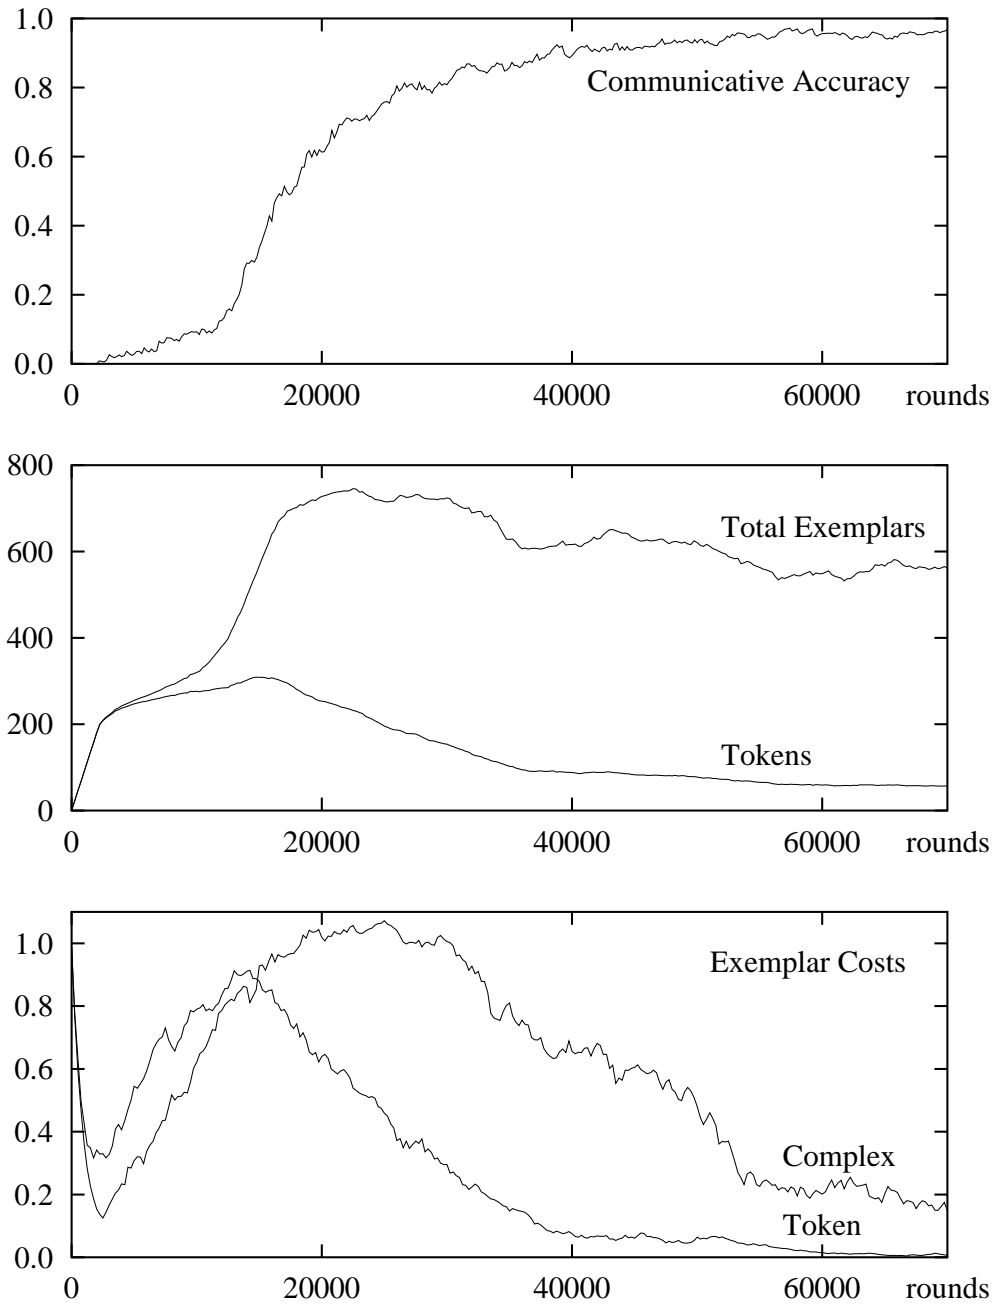 1.0
0.8
Communicative Accuracy
0.6
0.4
0.2
0.0
0 20000 40000 60000 rounds
800
Total Exemplars
600
400
200
Tokens
0
0 20000 40000 60000 rounds
1.0
Exemplar Costs
0.8
0.6
0.4
Complex
0.2
Token
0.0
0 20000 40000 60000 rounds